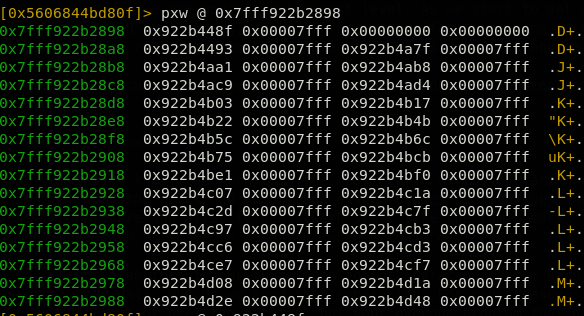 [0x5606844bd80f]> pxw @ 0x7fff922b2898
0x7fff922b2898 0x922b448f 0x00007fff 0x00000000 0x00000000 .D+.
0x7fff922b28a8 0x922b4493 0x00007fff 0x922b4a7f 0x00007fff .D+.
0x7fff922b28b8 0x922b4aa1 0x00007fff 0x922b4ab8 0x00007fff .J+.
0x7fff922b28c8 0x922b4ac9 0x00007fff 0x922b4ad4 0x00007fff .J+.
0x7fff922b28d8 0x922b4b03 0x00007fff 0x922b4b17 0x00007fff .K+.
0x7fff922b28e8 0x922b4b22 0x00007fff 0x922b4b4b 0x00007fff "K+.
0x7fff922b28f8 0x922b4b5c 0x00007fff 0x922b4b6c 0x00007fff \K+.
0x7fff922b2908 0x922b4b75 0x00007fff 0x922b4bcb 0x00007fff uK+.
0x7fff922b2918 0x922b4be1 0x00007fff 0x922b4bf0 0x00007fff .K+.
0x7fff922b2928 0x922b4c07 0x00007fff 0x922b4c1a 0x00007fff .L+.
0x7fff922b2938 0x922b4c2d 0x00007fff 0x922b4c7f 0x00007fff -L+.
0x7fff922b2948 0x922b4c97 0x00007fff 0x922b4cb3 0x00007fff .L+.
0x7fff922b2958 0x922b4cc6 0x00007fff 0x922b4cd3 0x00007fff .L+.
0x7fff922b2968 0x922b4ce7 0x00007fff 0x922b4cf7 0x00007fff .L+.
0x7fff922b2978 0x922b4d08 0x00007fff 0x922b4d1a 0x00007fff .M+.
0x7fff922b2988 0x922b4d2e 0x00007fff 0x922b4d48 0x00007fff .M+.